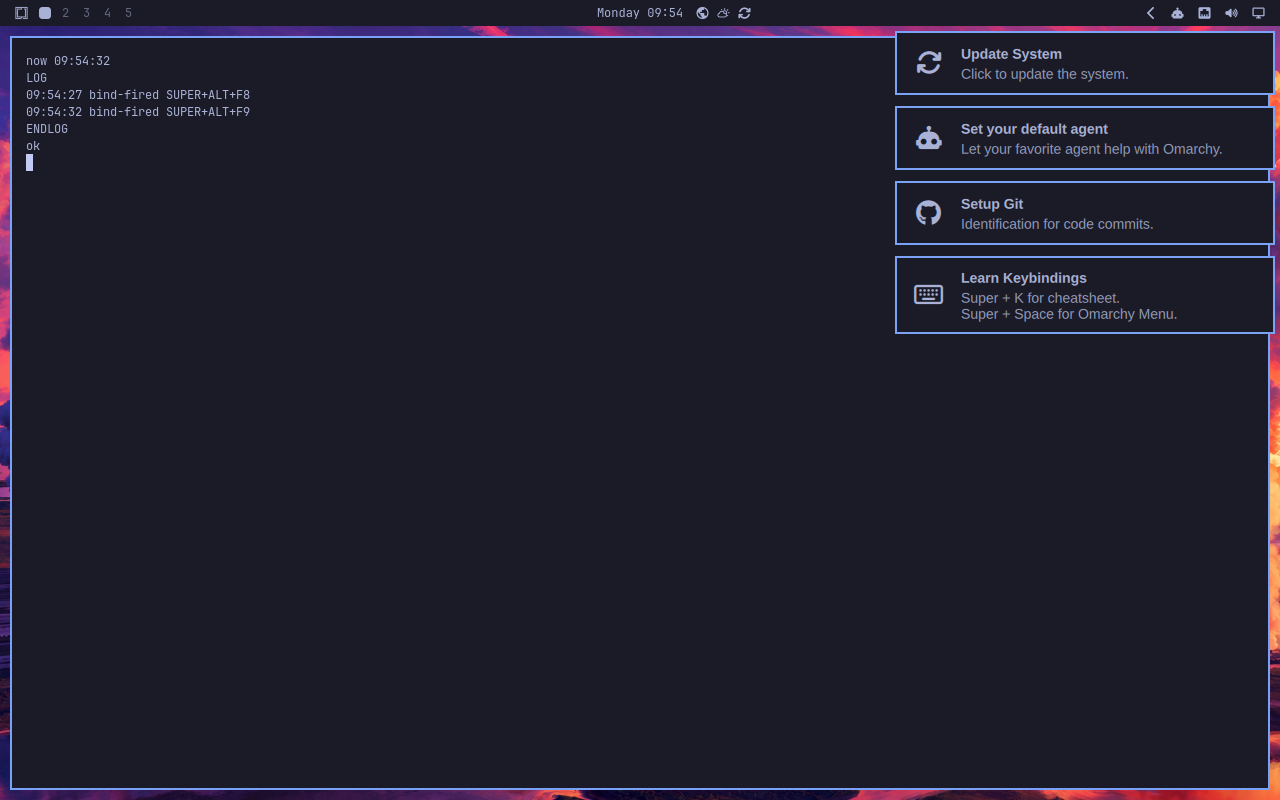 2 3 4 5
Monday 09:54
now 09:54:32
LOG
09:54:27 bind-fired SUPER+ALT+F8
09:54:32 bind-fired SUPER+ALT+F9
ENDLOG
ok
Update System
Click to update the system.
Set your default agent
Let your favorite agent help with Omarchy.
Setup Git
Identification for code commits.
Learn Keybindings
Super + K for cheatsheet.
Super + Space for Omarchy Menu.